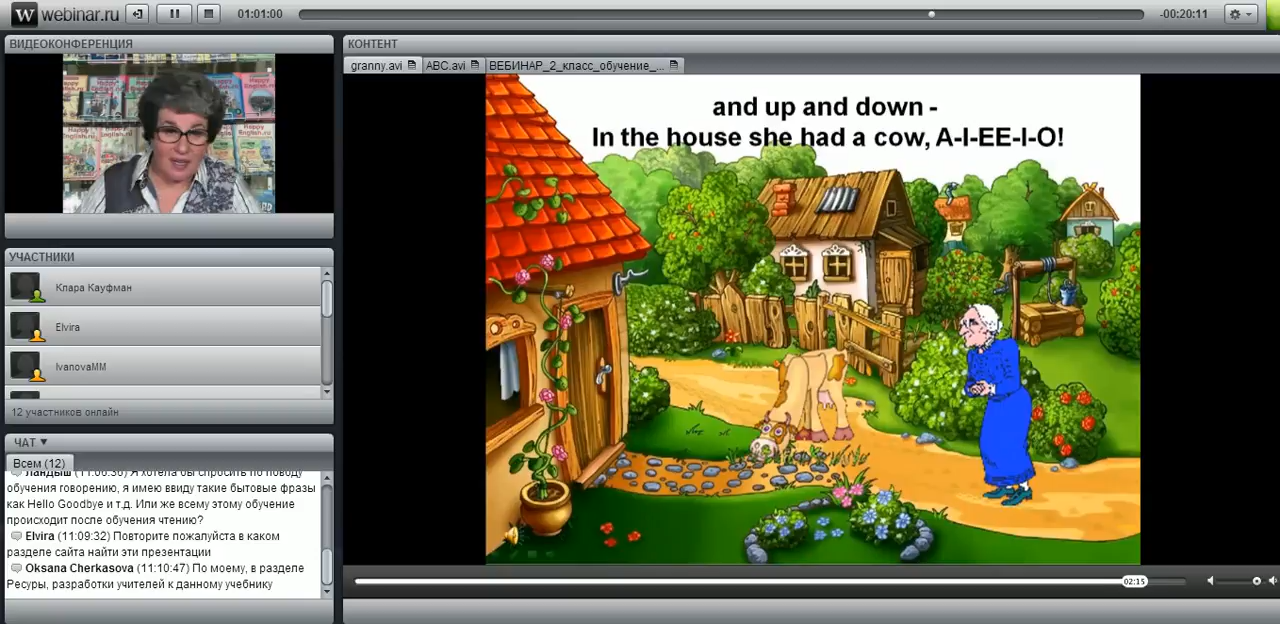 webinar.ru
01:01:00
-00:20:11
ВИДЕОКОНФЕРЕНЦИЯ
УЧАСТНИКИ
Клара Кауфман
Elvira
IvanovaMM
12 участников онлайн
ЧАТ
Всем (12)
Ландыш (11:06:30) Я хотела бы спросить по поводу
обучения говорению, я имею ввиду такие бытовые фразы
как Hello Goodbye и т.д. Или же всему этому обучение
происходит после обучения чтению?
Elvira (11:09:32) Повторите пожалуйста в каком
разделе сайта найти эти презентации
Oksana Cherkasova (11:10:47) По моему, в разделе
Ресуры, разработки учителей к данному учебнику
КОНТЕНТ
granny.avi
ABC.avi
ВЕБИНАР_2_класс_обучение_...
and up and down -
In the house she had a cow, A-I-EE-I-O!
02:15